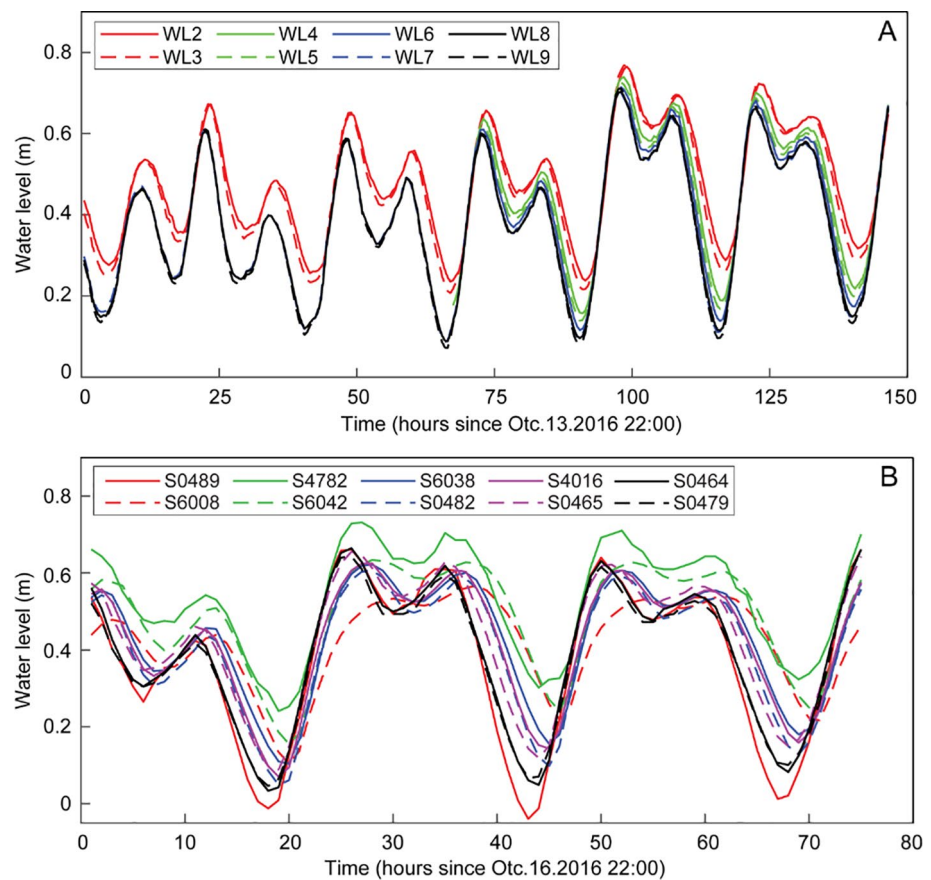 A
WL2 WL4 WL6 WL8
WL3 WL5 WL7 WL9
Water level (m)
0.8
0.6
0.4
0.2
0
0 25 50 75 100 125 150
Time (hours since Otc.13.2016 22:00)
B
S0489 S4782 S6038 S4016 S0464
S6008 S6042 S0482 S0465 S0479
Water level (m)
0.8
0.6
0.4
0.2
0
0 10 20 30 40 50 60 70 80
Time (hours since Otc.16.2016 22:00)